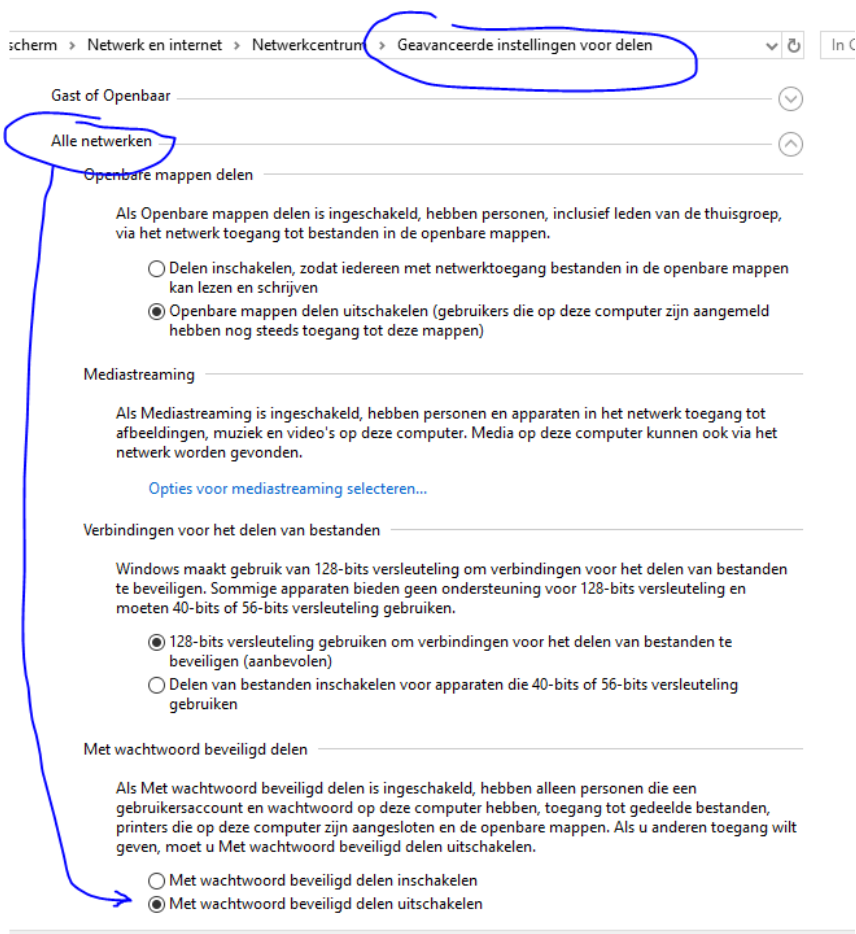 scherm > Netwerk en internet > Netwerkcentrum > Geavanceerde instellingen voor delen
Gast of Openbaar
Alle netwerken
Openbare mappen delen
Als Openbare mappen delen is ingeschakeld, hebben personen, inclusief leden van de thuisgroep,
via het netwerk toegang tot bestanden in de openbare mappen.
Delen inschakelen, zodat iedereen met netwerktoegang bestanden in de openbare mappen
kan lezen en schrijven
Openbare mappen delen uitschakelen (gebruikers die op deze computer zijn aangemeld
hebben nog steeds toegang tot deze mappen)
Mediastreaming
Als Mediastreaming is ingeschakeld, hebben personen en apparaten in het netwerk toegang tot
afbeeldingen, muziek en video's op deze computer. Media op deze computer kunnen ook via het
netwerk worden gevonden.
Opties voor mediastreaming selecteren...
Verbindingen voor het delen van bestanden
Windows maakt gebruik van 128-bits versleuteling om verbindingen voor het delen van bestanden
te beveiligen. Sommige apparaten bieden geen ondersteuning voor 128-bits versleuteling en
moeten 40-bits of 56-bits versleuteling gebruiken.
128-bits versleuteling gebruiken om verbindingen voor het delen van bestanden te
beveiligen (aanbevolen)
Delen van bestanden inschakelen voor apparaten die 40-bits of 56-bits versleuteling
gebruiken
Met wachtwoord beveiligd delen
Als Met wachtwoord beveiligd delen is ingeschakeld, hebben alleen personen die een
gebruikersaccount en wachtwoord op deze computer hebben, toegang tot gedeelde bestanden,
printers die op deze computer zijn aangesloten en de openbare mappen. Als u anderen toegang wilt
geven, moet u Met wachtwoord beveiligd delen uitschakelen.
Met wachtwoord beveiligd delen inschakelen
Met wachtwoord beveiligd delen uitschakelen